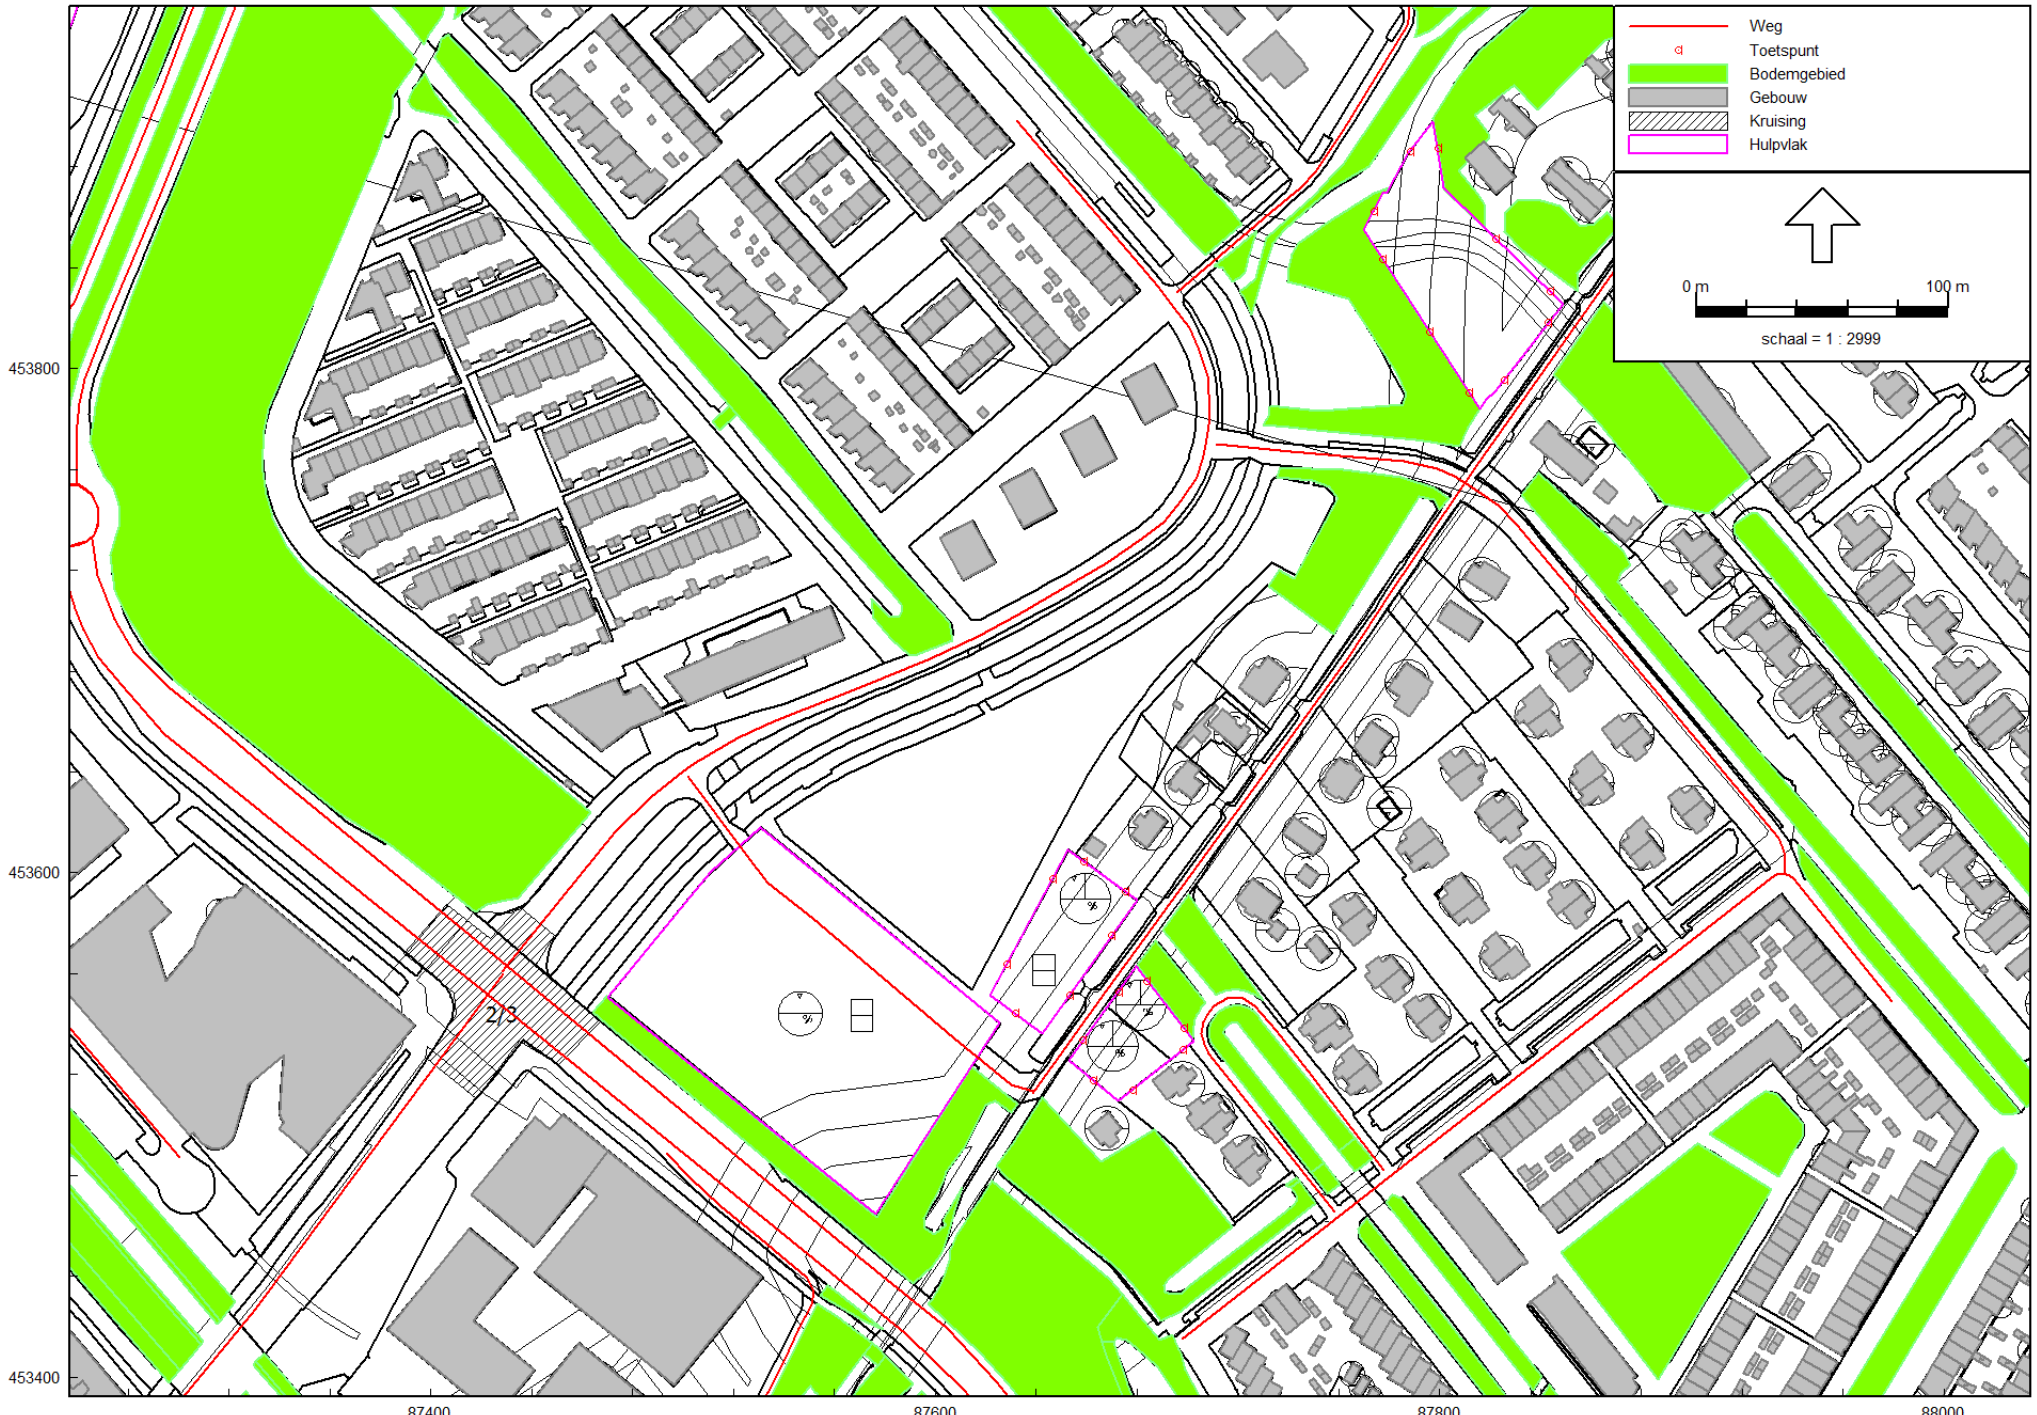 Weg
Toetspunt
Bodemgebied
Gebouw
Kruising
Hulpvlak
0 m 100 m
schaal = 1 : 2999
453800
453600
2/3
%
%
%
%
453400
87400 87600 87800 88000